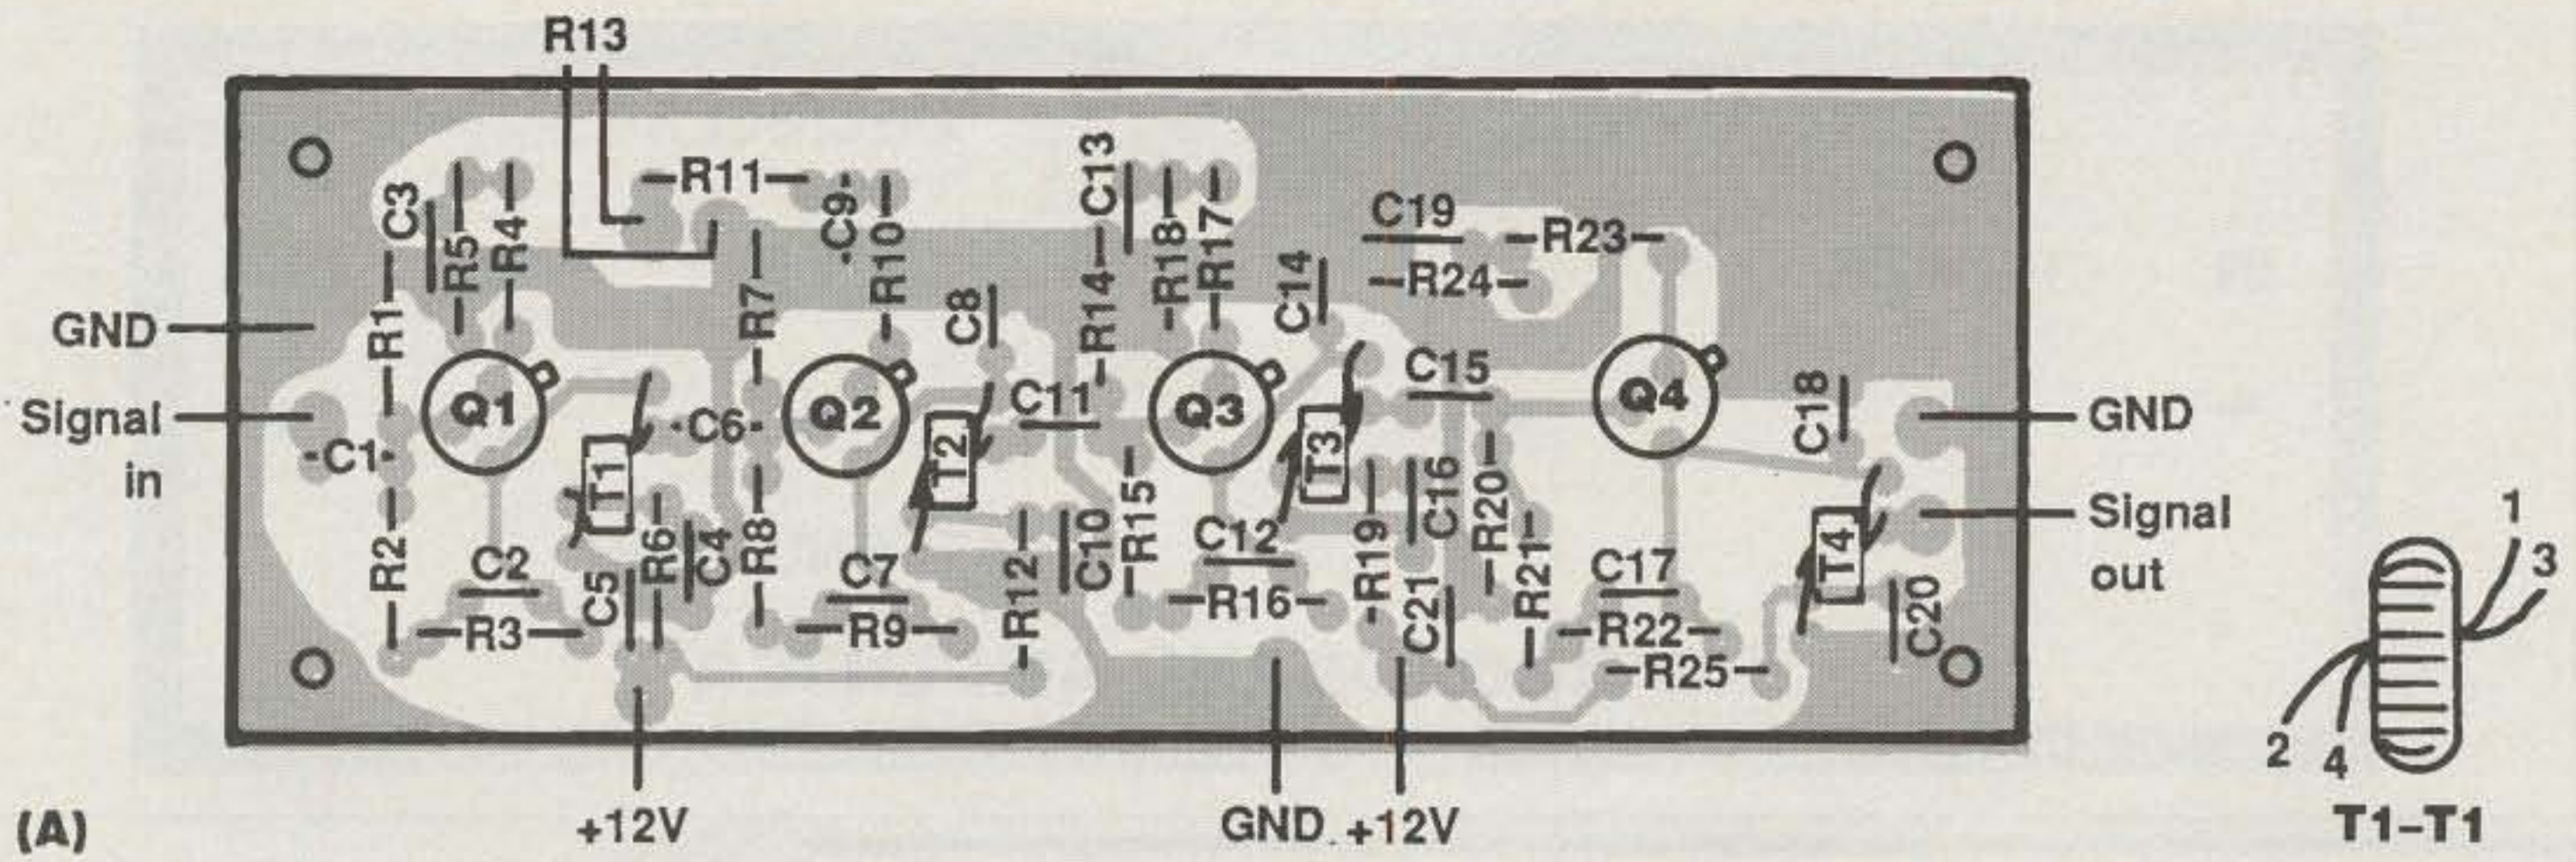 R13
R11
C13
C3
R5
R4
C9
R10
R18
R17
C19
R23
R24
C14
R14
R7
C8
R1
GND
Signal
in
C1
Q1
C6
Q2
C11
Q3
C15
Q4
C18
GND
Signal
out
T1
T2
T3
T4
R2
C2
R3
C5
R6
C4
R8
C7
R9
R12
C10
R15
C12
R16
R19
C16
R20
C21
R21
C17
R22
R25
C20
1
3
2
4
T1-T1
(A)
+12V
GND.
+12V